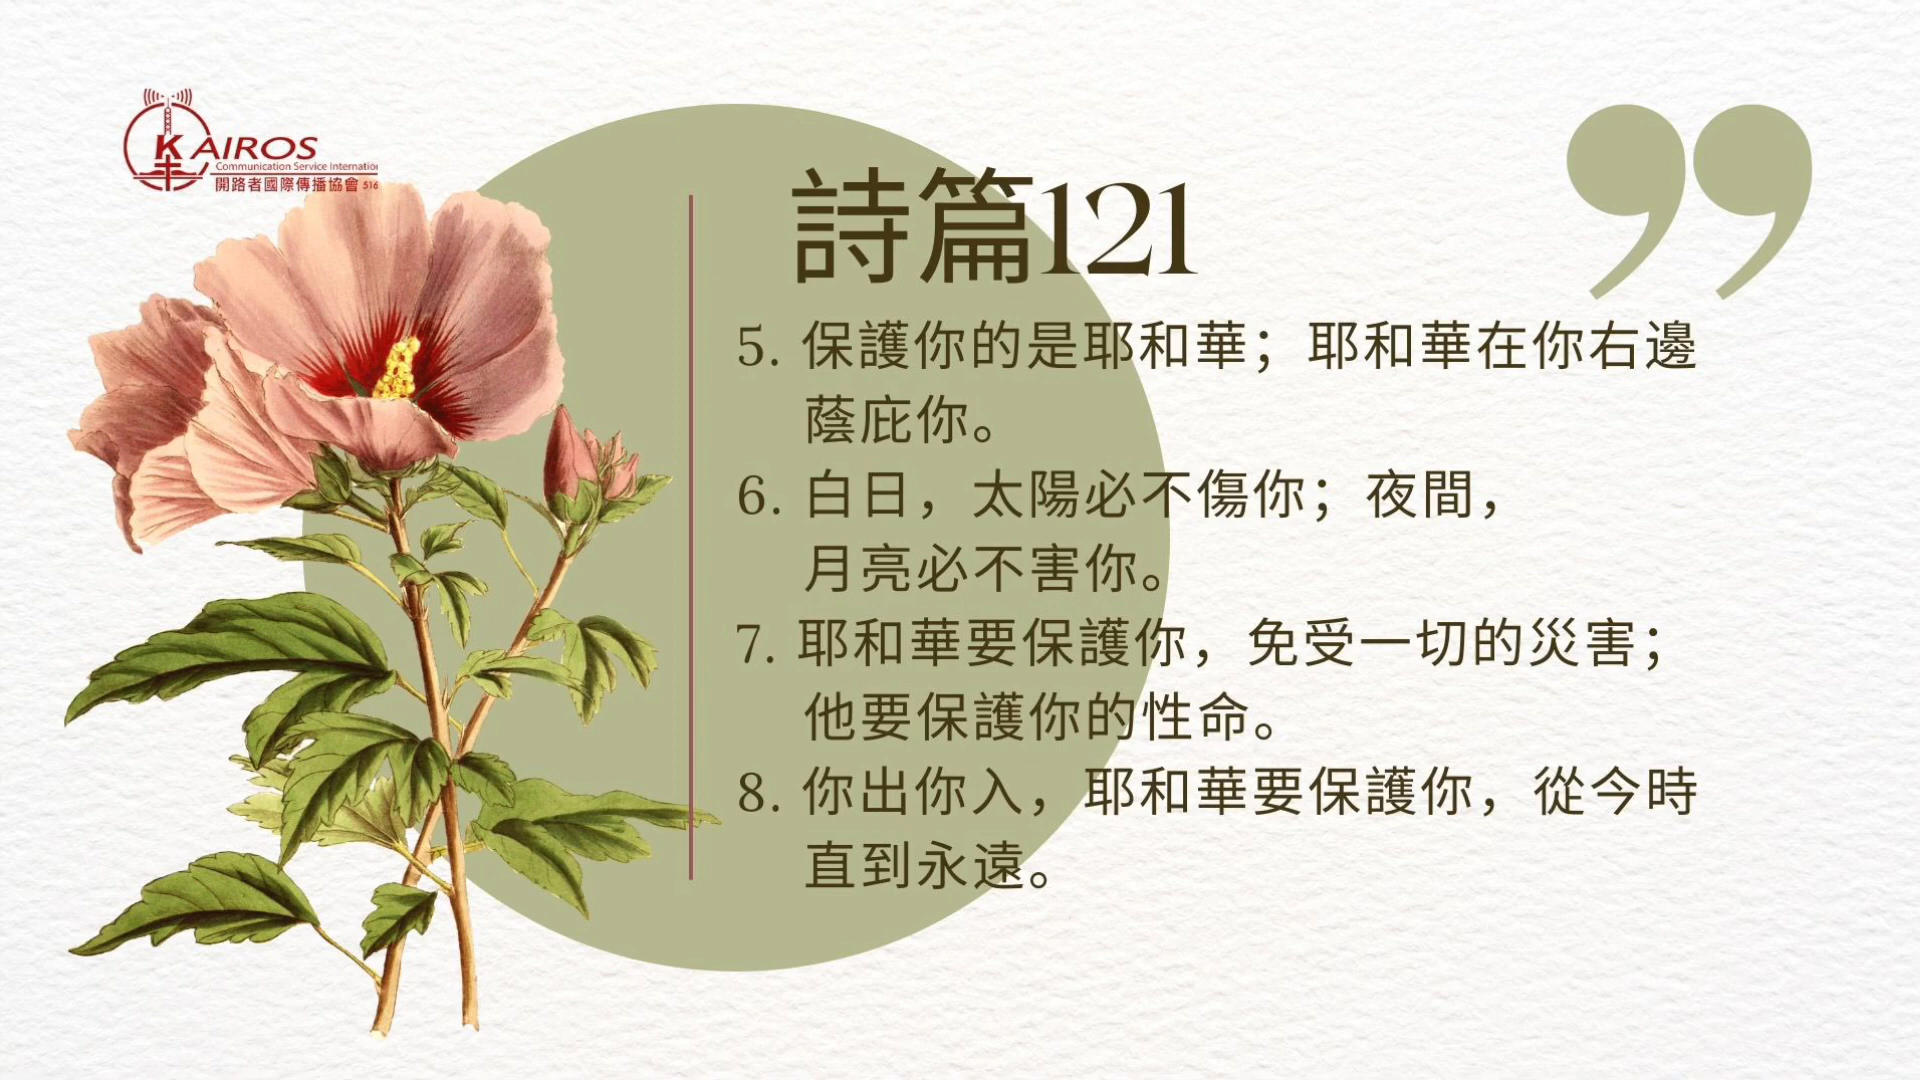 KAIROS
Communication Service Internatio
開路者國際傳播協會 516
詩篇121
5. 保護你的是耶和華；耶和華在你右邊
蔭庇你。
6. 白日，太陽必不傷你；夜間，
月亮必不害你。
7. 耶和華要保護你，免受一切的災害；
他要保護你的性命。
8. 你出你入，耶和華要保護你，從今時
直到永遠。